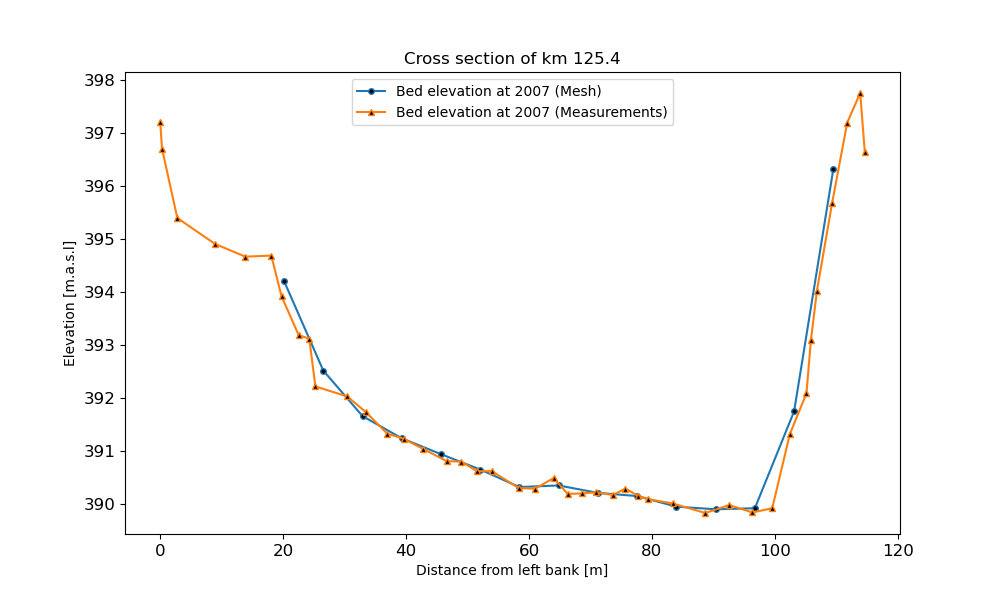 Cross section of km 125.4
Bed elevation at 2007 (Mesh)
Bed elevation at 2007 (Measurements)
398
397
396
395
394
393
392
391
390
Elevation [m.a.s.l]
0 20 40 60 80 100 120
Distance from left bank [m]